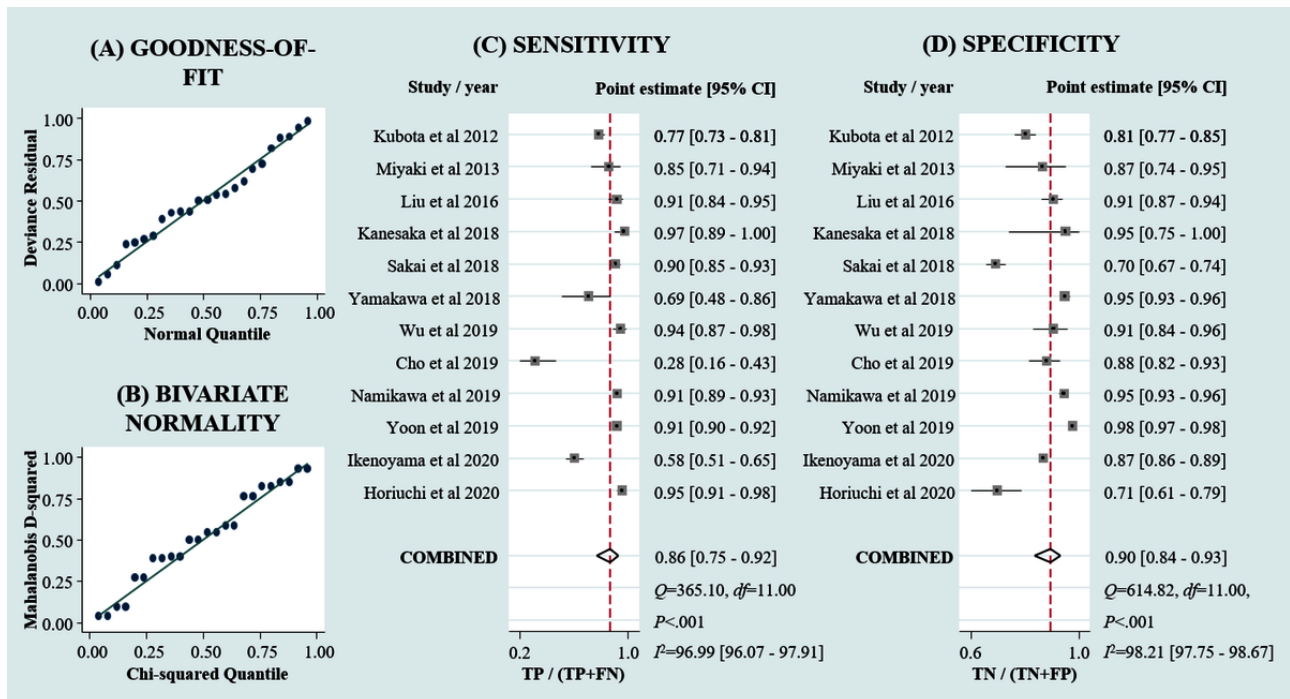 (A) GOODNESS-OF-
FIT
1.00
0.75
0.50
0.25
0.00
Deviance Residual
0.00 0.25 0.50 0.75 1.00
Normal Quantile
(B) BIVARIATE
NORMALITY
1.00
0.75
0.50
0.25
0.00
Mahalanobis D-squared
0.00 0.25 0.50 0.75 1.00
Chi-squared Quantile
(C) SENSITIVITY
Study / year Point estimate [95% CI]
Kubota et al 2012 0.77 [0.73 - 0.81]
Miyaki et al 2013 0.85 [0.71 - 0.94]
Liu et al 2016 0.91 [0.84 - 0.95]
Kanesaka et al 2018 0.97 [0.89 - 1.00]
Sakai et al 2018 0.90 [0.85 - 0.93]
Yamakawa et al 2018 0.69 [0.48 - 0.86]
Wu et al 2019 0.94 [0.87 - 0.98]
Cho et al 2019 0.28 [0.16 - 0.43]
Namikawa et al 2019 0.91 [0.89 - 0.93]
Yoon et al 2019 0.91 [0.90 - 0.92]
Ikenoyama et al 2020 0.58 [0.51 - 0.65]
Horiuchi et al 2020 0.95 [0.91 - 0.98]
COMBINED 0.86 [0.75 - 0.92]
Q=365.10, df=11.00
P<.001
I²=96.99 [96.07 - 97.91]
0.2 1.0
TP / (TP+FN)
(D) SPECIFICITY
Study / year Point estimate [95% CI]
Kubota et al 2012 0.81 [0.77 - 0.85]
Miyaki et al 2013 0.87 [0.74 - 0.95]
Liu et al 2016 0.91 [0.87 - 0.94]
Kanesaka et al 2018 0.95 [0.75 - 1.00]
Sakai et al 2018 0.70 [0.67 - 0.74]
Yamakawa et al 2018 0.95 [0.93 - 0.96]
Wu et al 2019 0.91 [0.84 - 0.96]
Cho et al 2019 0.88 [0.82 - 0.93]
Namikawa et al 2019 0.95 [0.93 - 0.96]
Yoon et al 2019 0.98 [0.97 - 0.98]
Ikenoyama et al 2020 0.87 [0.86 - 0.89]
Horiuchi et al 2020 0.71 [0.61 - 0.79]
COMBINED 0.90 [0.84 - 0.93]
Q=614.82, df=11.00,
P<.001
I²=98.21 [97.75 - 98.67]
0.6 1.0
TN / (TN+FP)